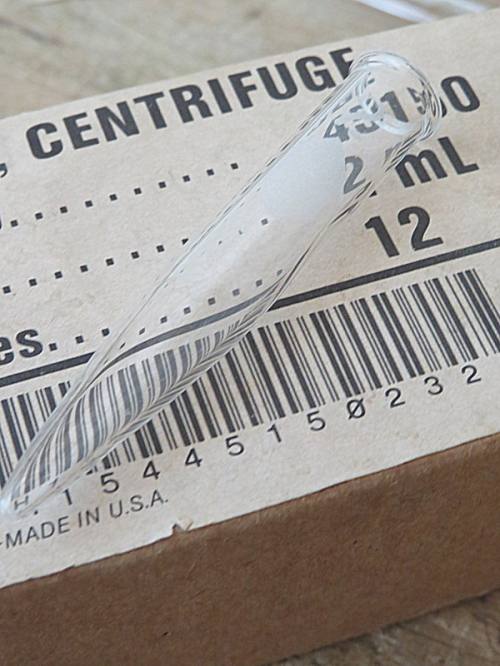 , CENTRIFUGE
12
es.............
H 1 5 4 4 5 1 5 0 2 3 2
-MADE IN U.S.A.
mL